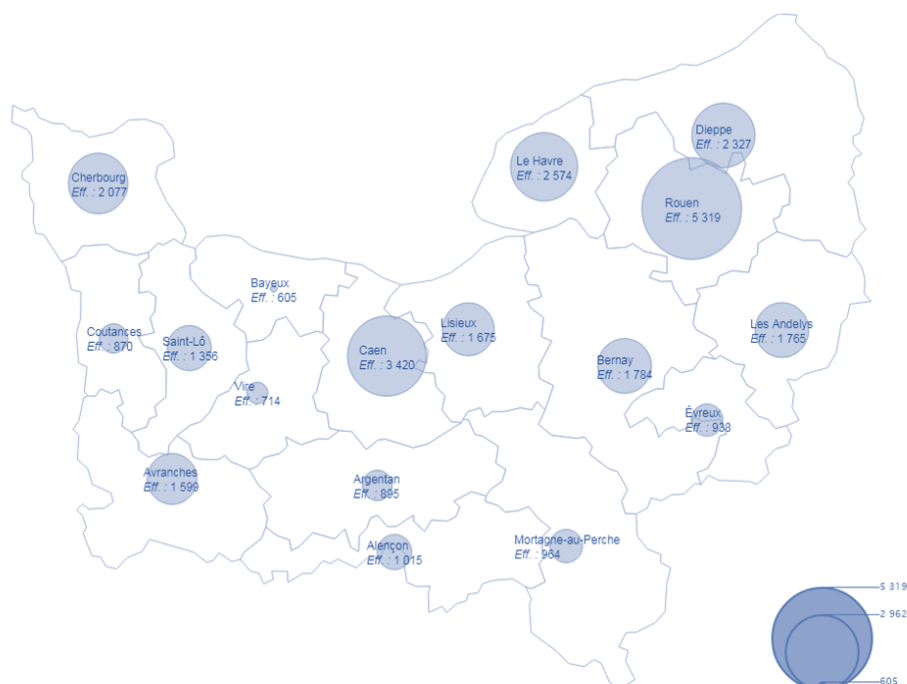 Dieppe
Eff. : 2 327
Le Havre
Eff. : 2 574
Cherbourg
Eff. : 2 077
Rouen
Eff. : 5 319
Bayeux
Eff. : 605
Coutances
Eff. : 870
Saint-Lô
Eff. : 1 356
Caen
Eff. : 3 420
Lisieux
Eff. : 1 675
Les Andelys
Eff. : 1 765
Bernay
Eff. : 1 784
Vire
Eff. : 714
Évreux
Eff. : 938
Avranches
Eff. : 1 599
Argentan
Eff. : 895
Alençon
Eff. : 1 015
Mortagne-au-Perche
Eff. : 964
5 319
2 962
605